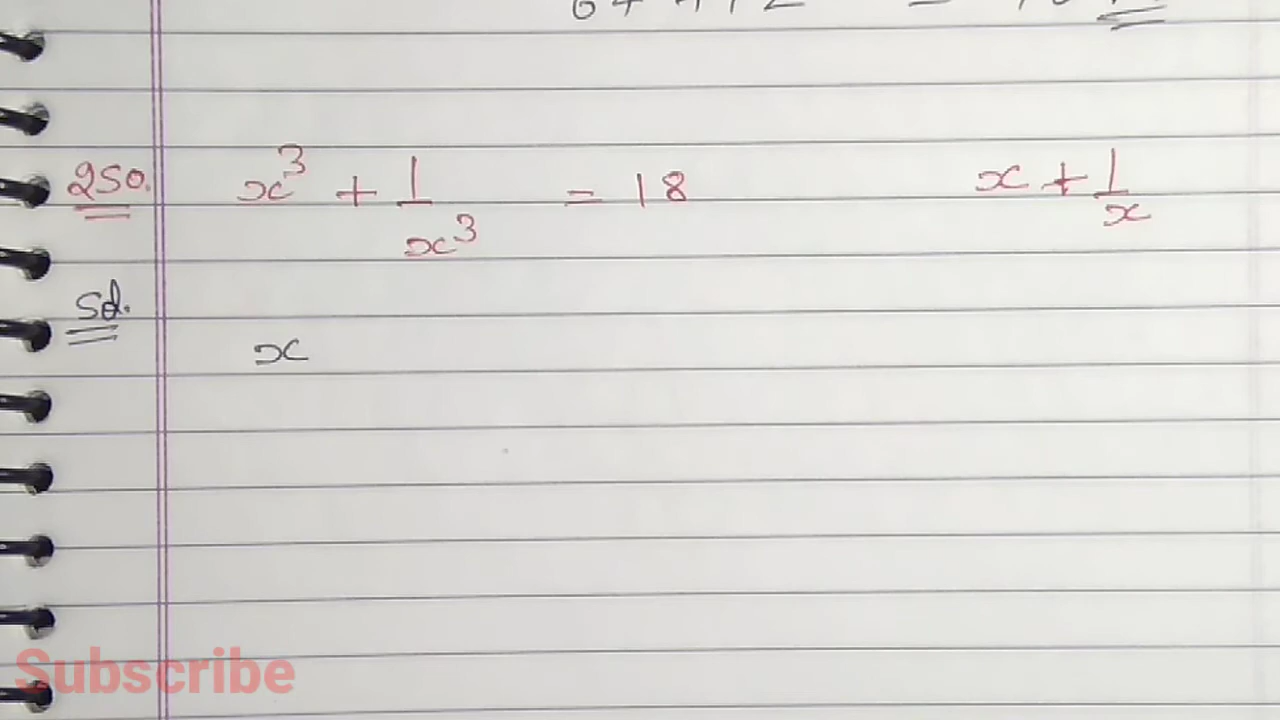 250. x³ + 1/x³ = 18 x + 1/x
Sol.
x
Subscribe